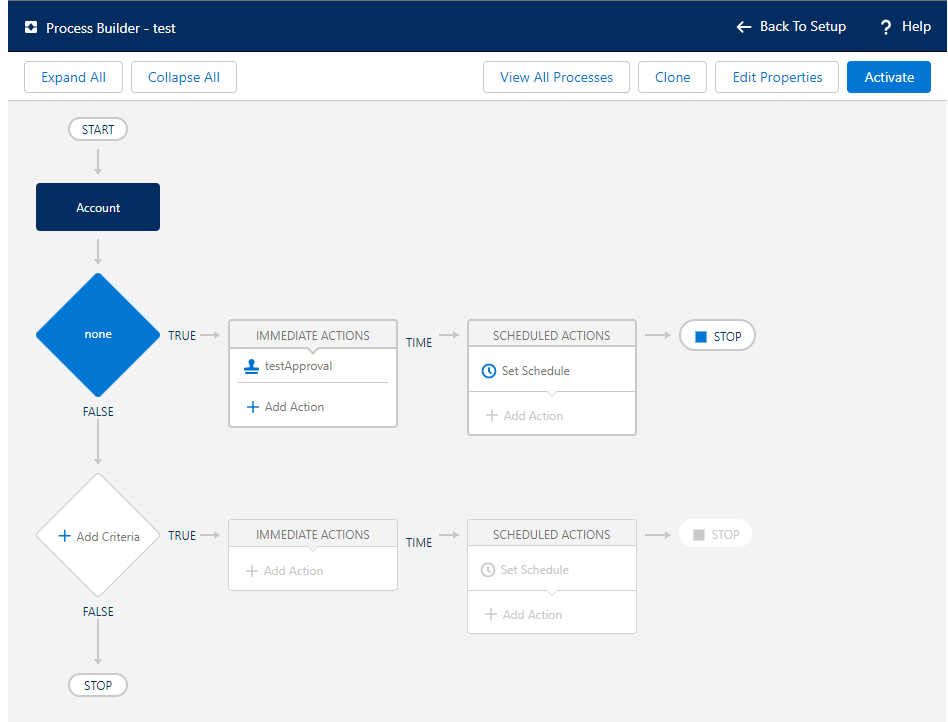 Process Builder - test
Back To Setup
? Help
Expand All
Collapse All
View All Processes
Clone
Edit Properties
Activate
START
Account
none
TRUE
IMMEDIATE ACTIONS
testApproval
+ Add Action
TIME
SCHEDULED ACTIONS
Set Schedule
+ Add Action
STOP
FALSE
+ Add Criteria
TRUE
IMMEDIATE ACTIONS
+ Add Action
TIME
SCHEDULED ACTIONS
Set Schedule
+ Add Action
STOP
FALSE
STOP